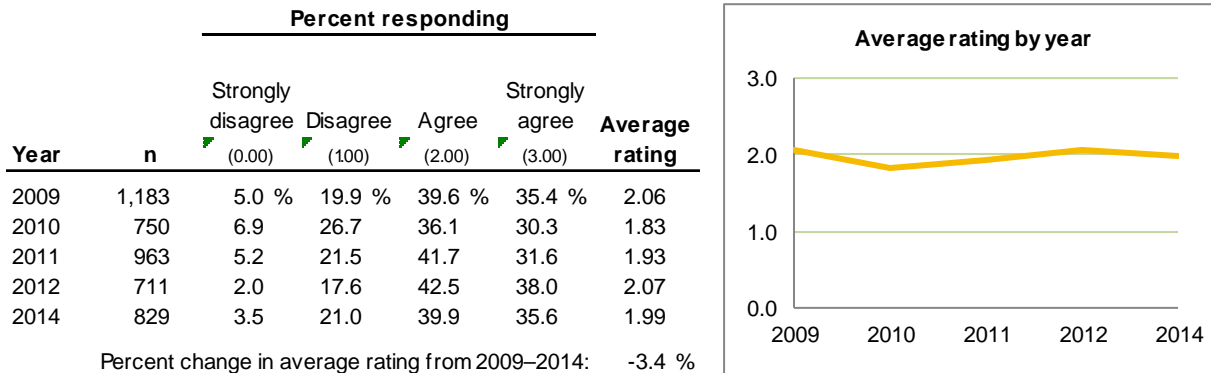 Percent responding
Strongly disagree Disagree Agree Strongly agree Average rating
Year n (0.00) (100) (2.00) (3.00)
2009 1,183 5.0 % 19.9 % 39.6 % 35.4 % 2.06
2010 750 6.9 26.7 36.1 30.3 1.83
2011 963 5.2 21.5 41.7 31.6 1.93
2012 711 2.0 17.6 42.5 38.0 2.07
2014 829 3.5 21.0 39.9 35.6 1.99
Percent change in average rating from 2009–2014: -3.4 %
Average rating by year
3.0
2.0
1.0
0.0
2009 2010 2011 2012 2014